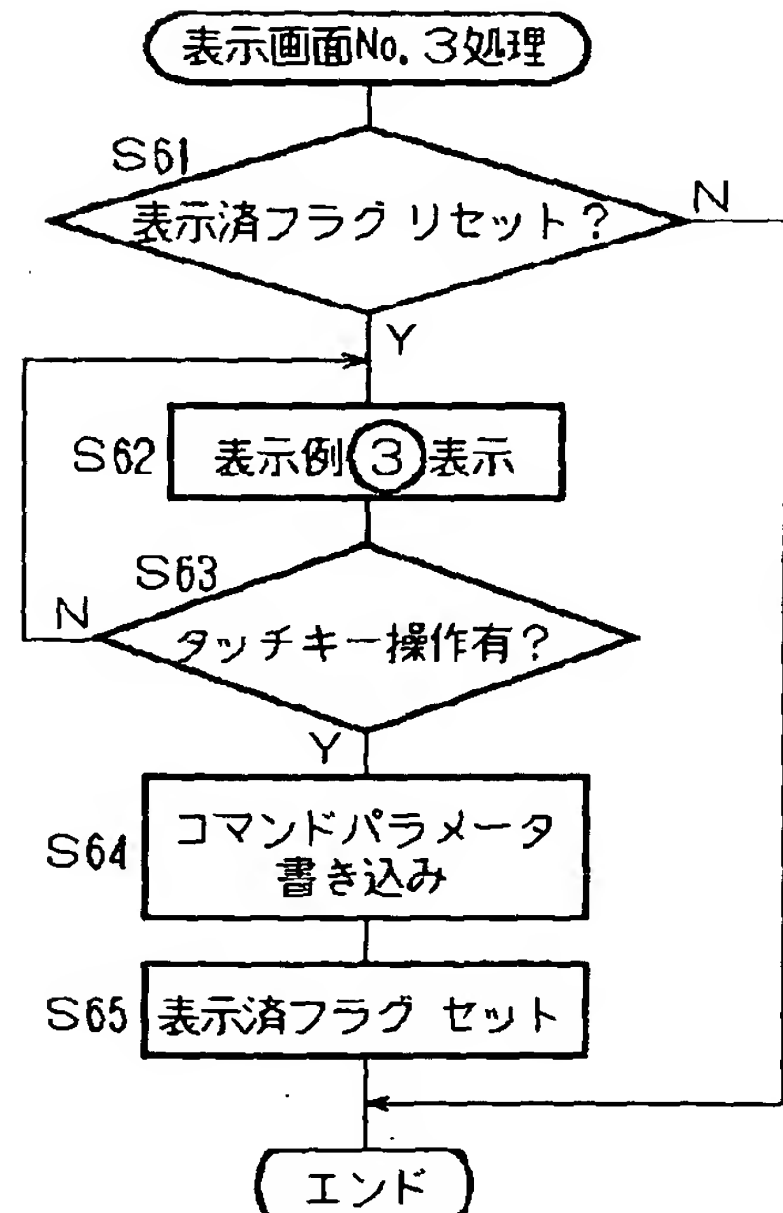 表示画面No. 3処理
S61
表示済フラグ リセット?
N
Y
S62
表示例③表示
S63
N
タッチキー操作有?
Y
S64
コマンドパラメータ
書き込み
S65
表示済フラグ セット
エンド